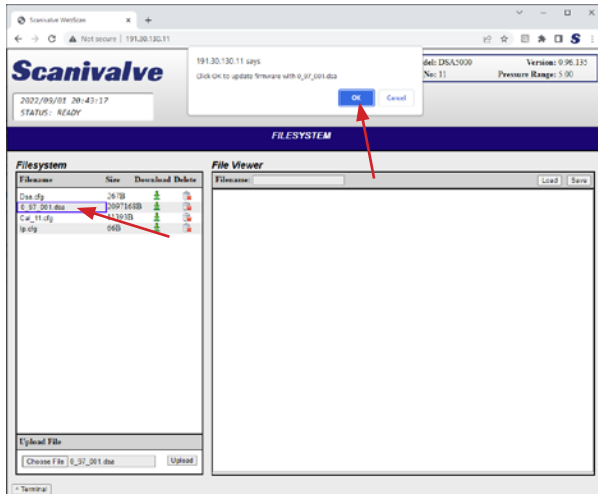 Scanivalve WebScan
Not secure | 191.30.130.11
Scanivalve
191.30.130.11 says
Click OK to update firmware with 0_97_001.dsa
OK Cancel
del: DSA5000 Version: 0.96.135
No: 11 Pressure Range: 5.00
2022/09/01 20:43:17
STATUS: READY
FILESYSTEM
Filesystem
Filename Size Download Delete
Dsa.cfg 267B
0_97_001.dsa 2097168B
Cal_11.cfg 11393B
Ip.cfg 66B
File Viewer
Filename: Load Save
Upload File
Choose File 0_97_001.dsa Upload
^ Terminal